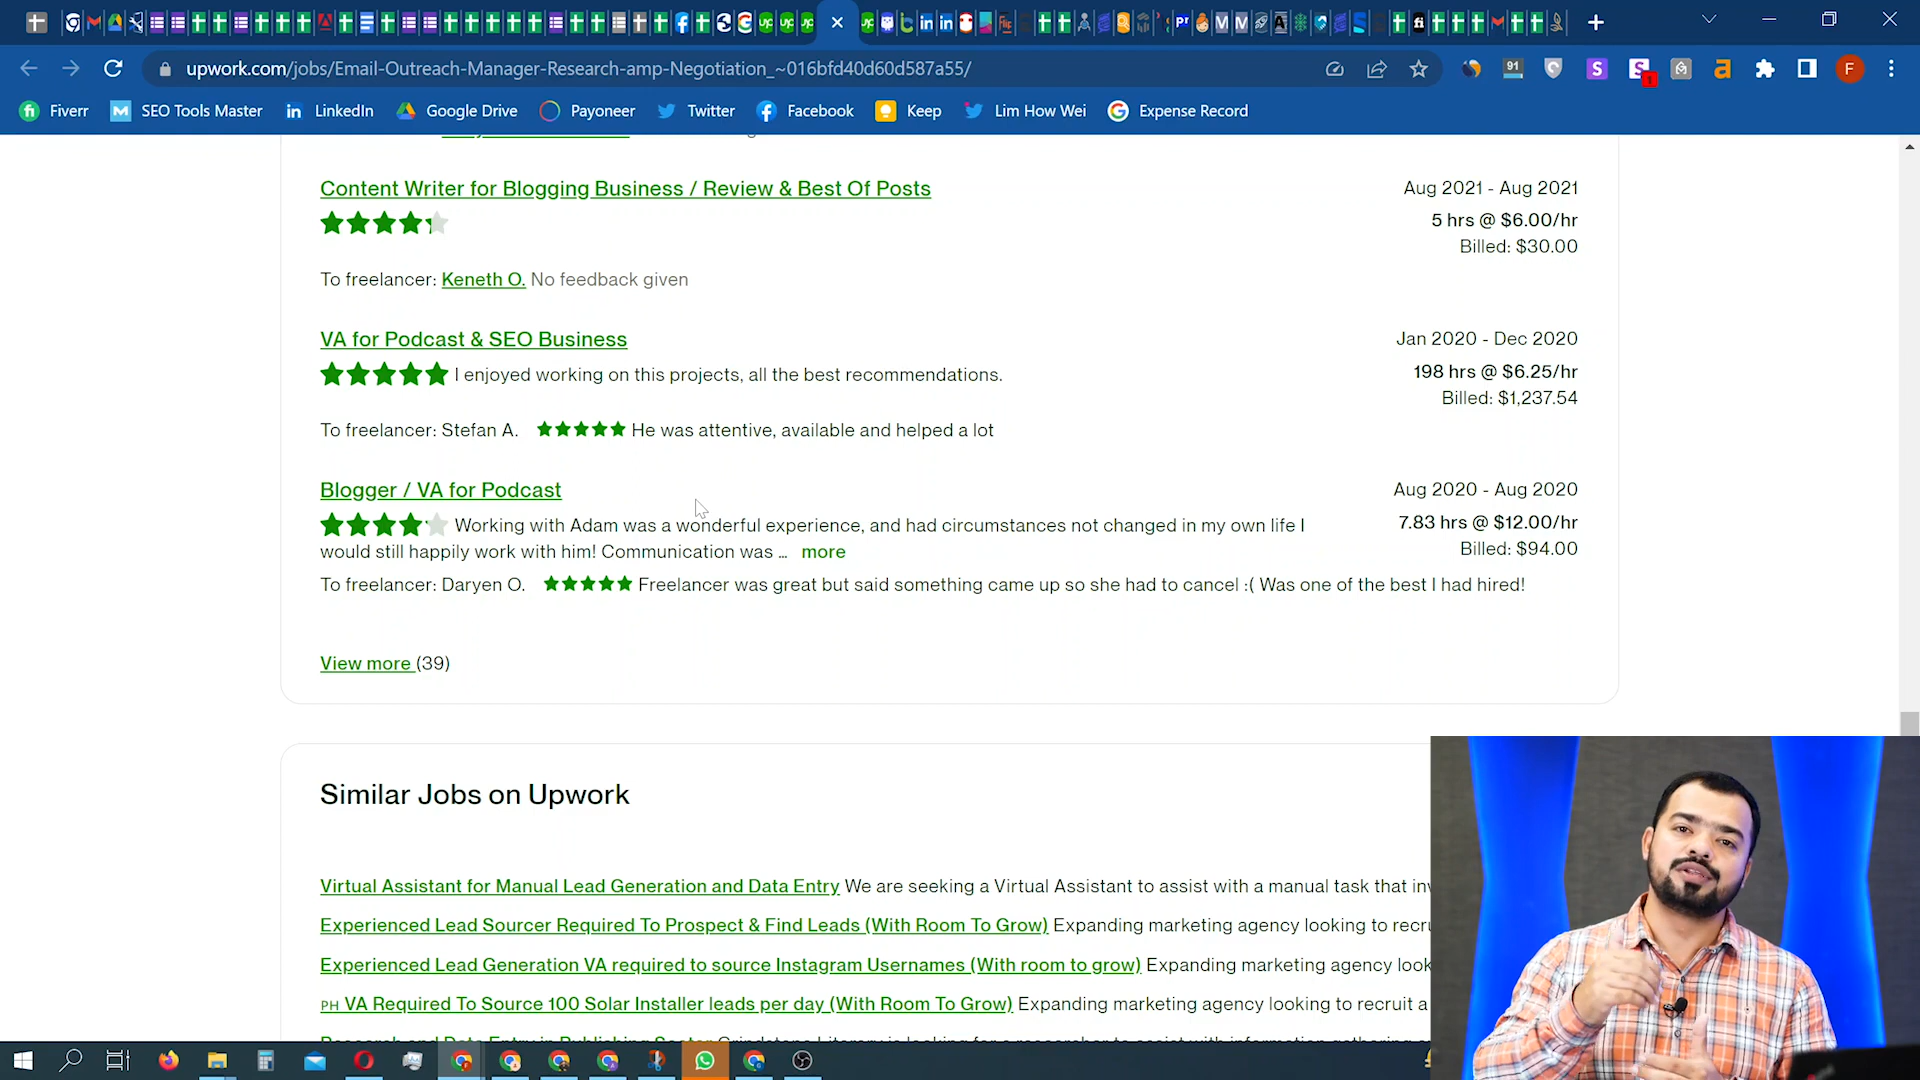 upwork.com/jobs/Email-Outreach-Manager-Research-amp-Negotiation_~016bfd40d60d587a55/
91
F
Fiverr SEO Tools Master LinkedIn Google Drive Payoneer Twitter Facebook Keep Lim How Wei Expense Record
Content Writer for Blogging Business / Review & Best Of Posts
Aug 2021 - Aug 2021
5 hrs @ $6.00/hr
Billed: $30.00
To freelancer: Keneth O. No feedback given
VA for Podcast & SEO Business
Jan 2020 - Dec 2020
I enjoyed working on this projects, all the best recommendations.
198 hrs @ $6.25/hr
Billed: $1,237.54
To freelancer: Stefan A. He was attentive, available and helped a lot
Blogger / VA for Podcast
Aug 2020 - Aug 2020
Working with Adam was a wonderful experience, and had circumstances not changed in my own life I
7.83 hrs @ $12.00/hr
would still happily work with him! Communication was ... more
Billed: $94.00
To freelancer: Daryen O. Freelancer was great but said something came up so she had to cancel :( Was one of the best I had hired!
View more (39)
Similar Jobs on Upwork
Virtual Assistant for Manual Lead Generation and Data Entry We are seeking a Virtual Assistant to assist with a manual task that
Experienced Lead Sourcer Required To Prospect & Find Leads (With Room To Grow) Expanding marketing agency looking to
Experienced Lead Generation VA required to source Instagram Usernames (With room to grow) Expanding marketing agency
PH VA Required To Source 100 Solar Installer leads per day (With Room To Grow) Expanding marketing agency looking to recruit a